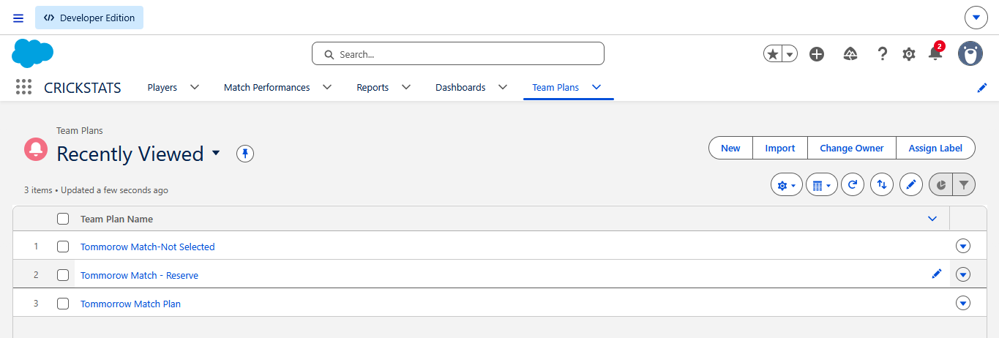 Developer Edition
Search...
2
CRICKSTATS Players Match Performances Reports Dashboards Team Plans
Team Plans
Recently Viewed
New Import Change Owner Assign Label
3 items • Updated a few seconds ago
Team Plan Name
1 Tommorow Match-Not Selected
2 Tommorow Match - Reserve
3 Tommorrow Match Plan